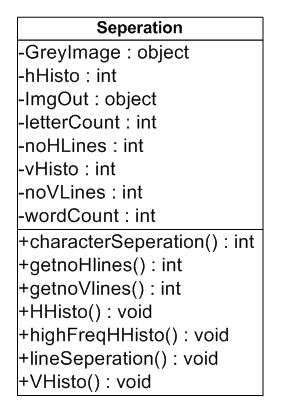 Seperation
-GreyImage : object
-hHisto : int
-ImgOut : object
-letterCount : int
-noHLines : int
-vHisto : int
-noVLines : int
-wordCount : int
+characterSeperation() : int
+getnoHlines() : int
+getnoVlines() : int
+HHisto() : void
+highFreqHHisto() : void
+lineSeperation() : void
+VHisto() : void